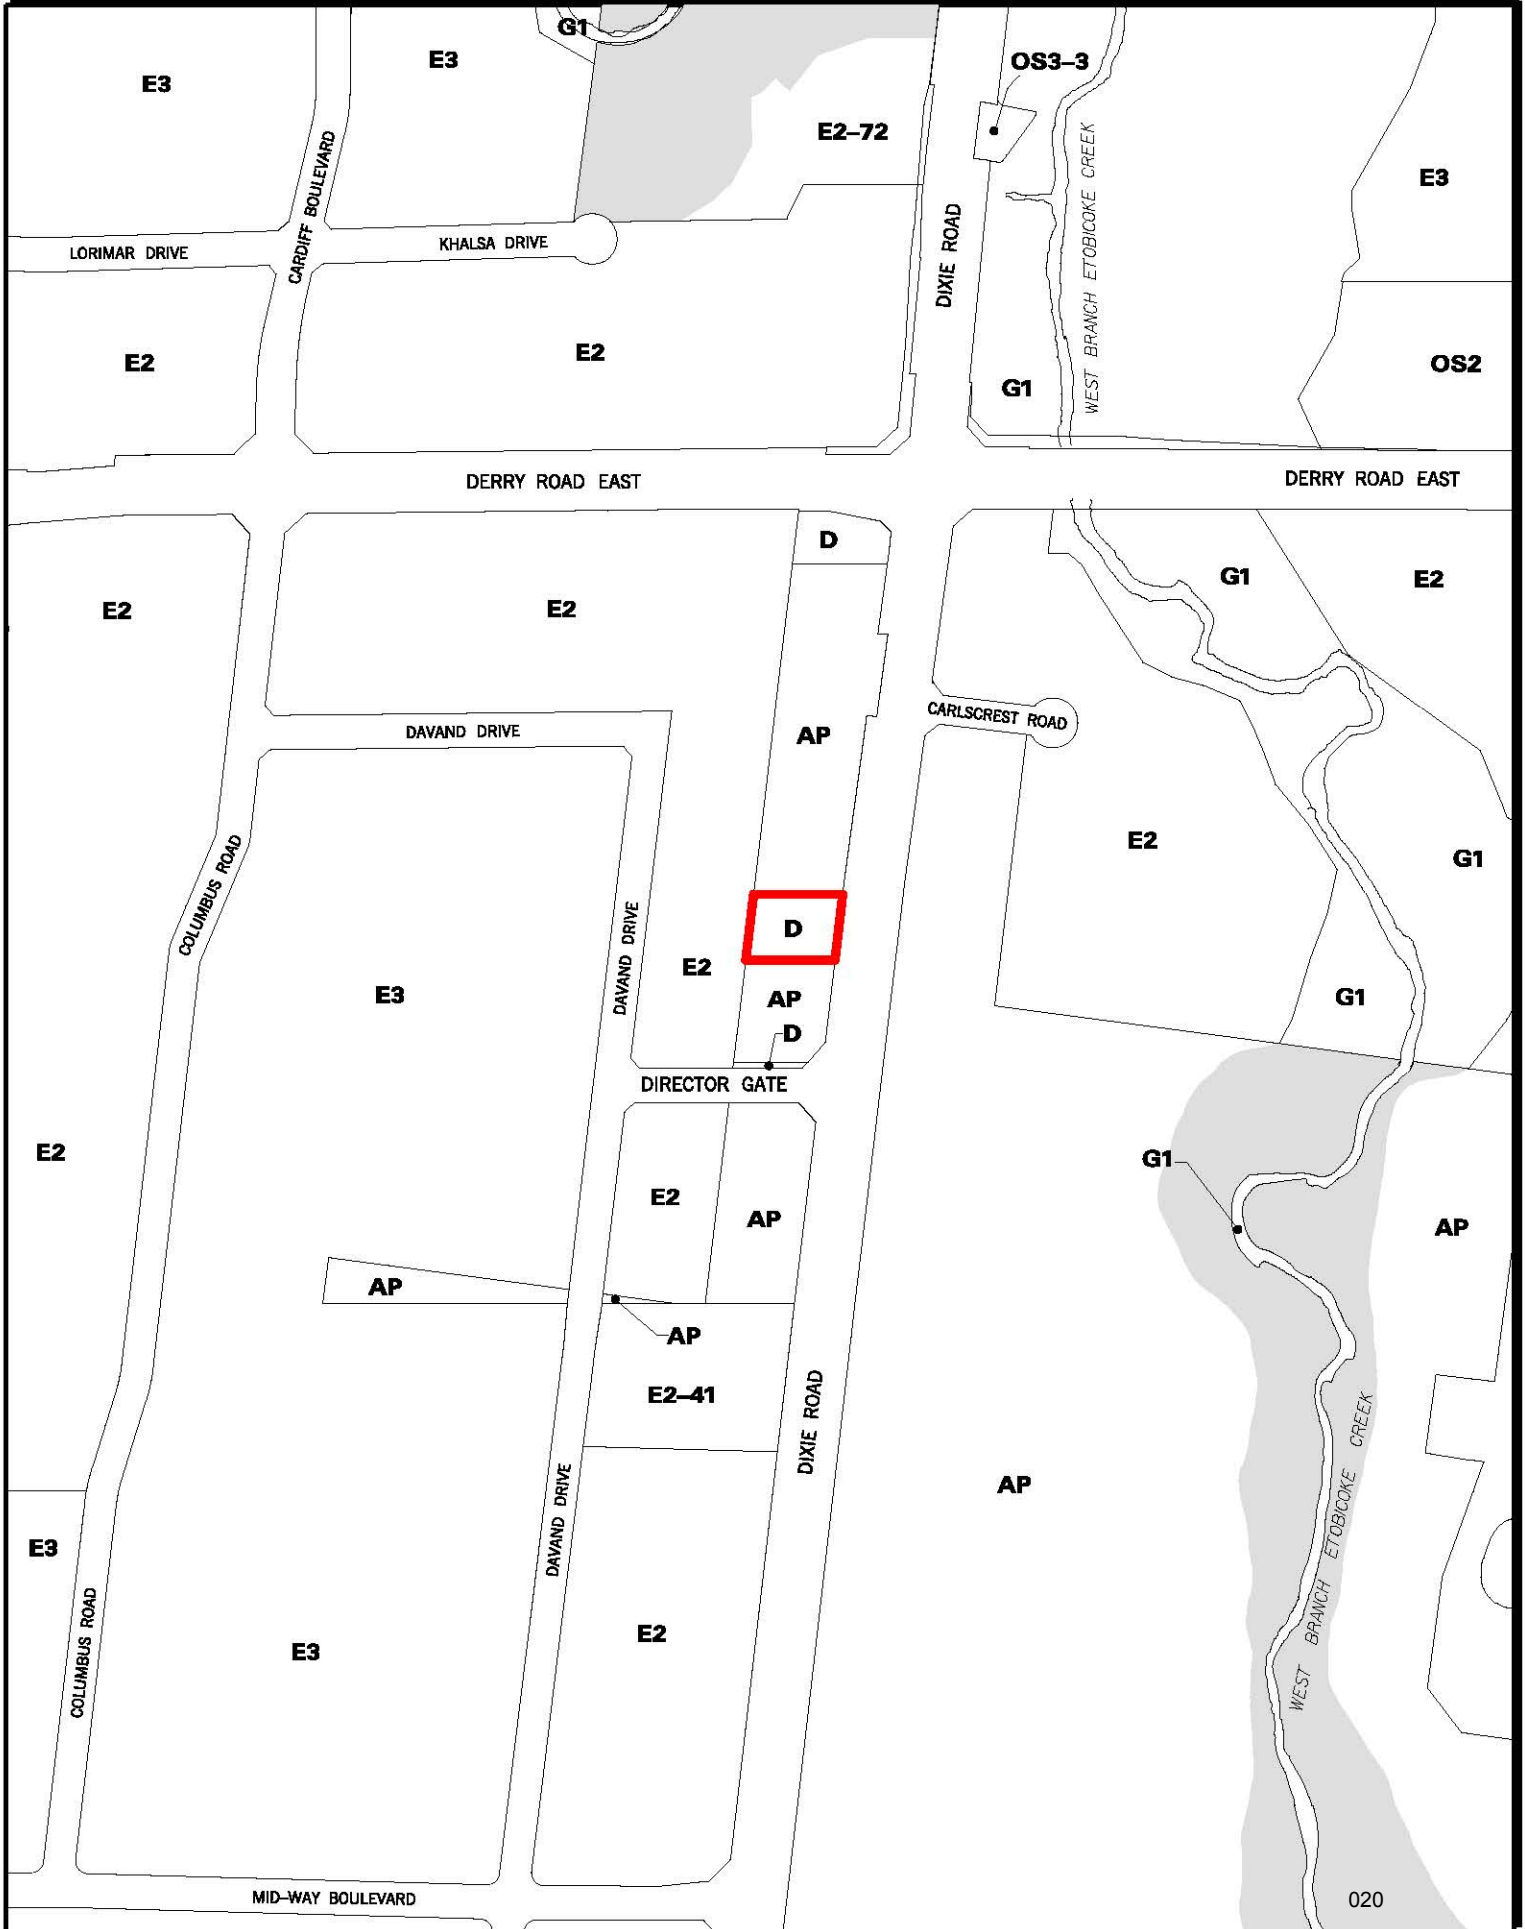 G1
E3
E3
OS3–3
E2–72
E3
CARDIFF BOULEVARD
WEST BRANCH ETOBICOKE CREEK
LORIMAR DRIVE
KHALSA DRIVE
DIXIE ROAD
E2
E2
G1
OS2
DERRY ROAD EAST
DERRY ROAD EAST
D
E2
E2
G1
E2
DAVAND DRIVE
AP
CARLSCREST ROAD
COLUMBUS ROAD
E2
G1
DAVAND DRIVE
D
E2
E3
AP
G1
D
DIRECTOR GATE
E2
G1
E2
AP
AP
AP
AP
E2–41
DIXIE ROAD
WEST BRANCH ETOBICOKE CREEK
AP
DAVAND DRIVE
E3
COLUMBUS ROAD
E3
E2
MID–WAY BOULEVARD
020